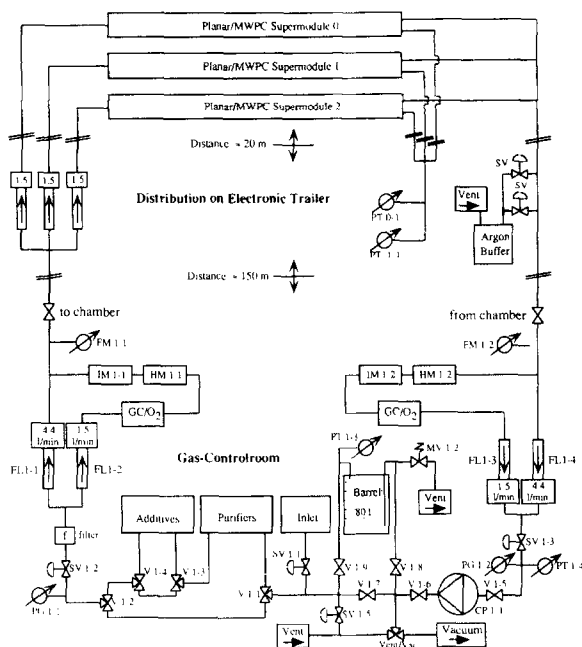 Planar/MWPC Supermodule 0
Planar/MWPC Supermodule 1
Planar/MWPC Supermodule 2
Distance ≈ 20 m
1.5 1.5 1.5
Distribution on Electronic Trailer
SV
SV
Vent
Argon
Buffer
PT 0-1
PT 1-1
Distance ≈ 150 m
to chamber
from chamber
FM 1-1
FM 1-2
IM 1-1 HM 1-1
IM 1-2 HM 1-2
GC/O2
GC/O2
4.4
l/min
1.5
l/min
FL1-1
FL1-2
Gas-Controlroom
PT 1-3
MV 1-2
FL1-3
FL1-4
1.5
l/min
4.4
l/min
Barrel
80 l
Vent
Additives
Purifiers
Inlet
f
filter
SV 1-2
SV 1-1
SV 1-3
V 1-4
V 1-3
V 1-9
V 1-8
PG 1-2
PT 1-4
PG 1-1
V 1-2
V 1-1
V 1-7
V 1-6
V 1-5
CP 1-1
SV 1-5
Vent
Vent/Vac
Vacuum